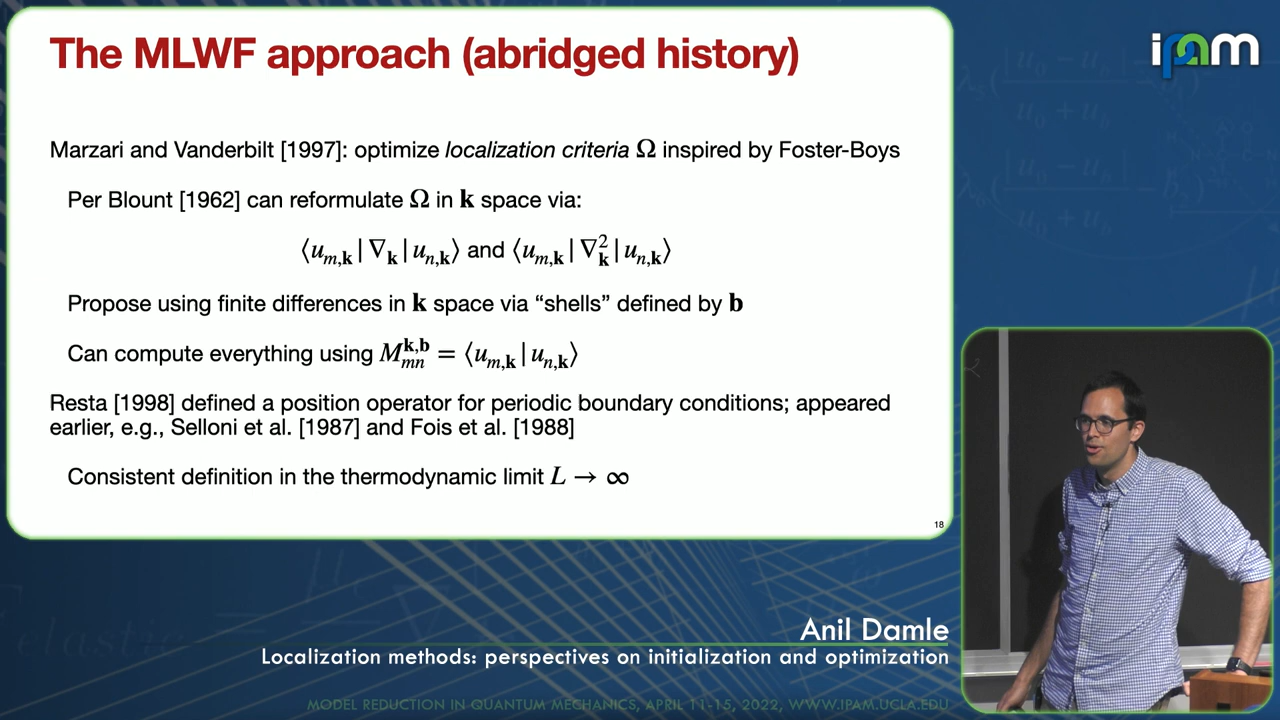 The MLWF approach (abridged history)
ipam
Marzari and Vanderbilt [1997]: optimize localization criteria Ω inspired by Foster-Boys
Per Blount [1962] can reformulate Ω in k space via:
⟨u_{m,k} | ∇_k | u_{n,k}⟩ and ⟨u_{m,k} | ∇²_k | u_{n,k}⟩
Propose using finite differences in k space via “shells” defined by b
Can compute everything using M_{mn}^{k,b} = ⟨u_{m,k} | u_{n,k}⟩
Resta [1998] defined a position operator for periodic boundary conditions; appeared
earlier, e.g., Selloni et al. [1987] and Fois et al. [1988]
Consistent definition in the thermodynamic limit L → ∞
18
Anil Damle
Localization methods: perspectives on initialization and optimization
MODEL REDUCTION IN QUANTUM MECHANICS, APRIL 11-15, 2022, WWW.IPAM.UCLA.EDU